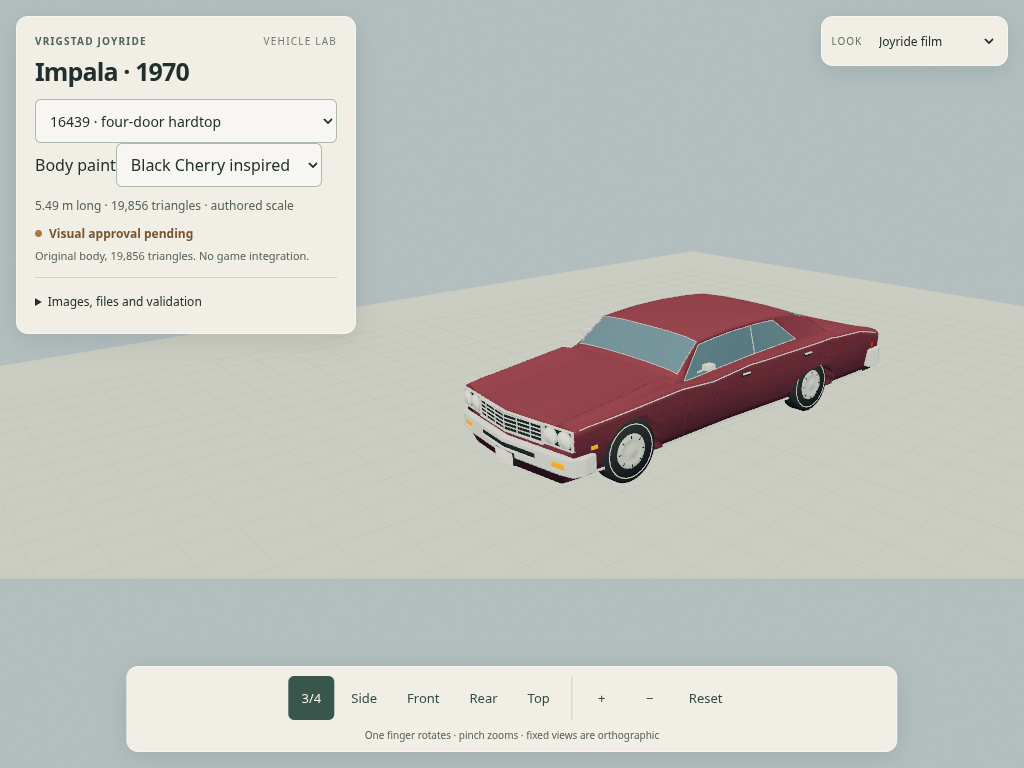 VRIGSTAD JOYRIDE VEHICLE LAB
Impala · 1970
16439 · four-door hardtop
Body paint Black Cherry inspired
5.49 m long · 19,856 triangles · authored scale
Visual approval pending
Original body, 19,856 triangles. No game integration.
Images, files and validation
LOOK Joyride film
3/4 Side Front Rear Top + − Reset
One finger rotates · pinch zooms · fixed views are orthographic